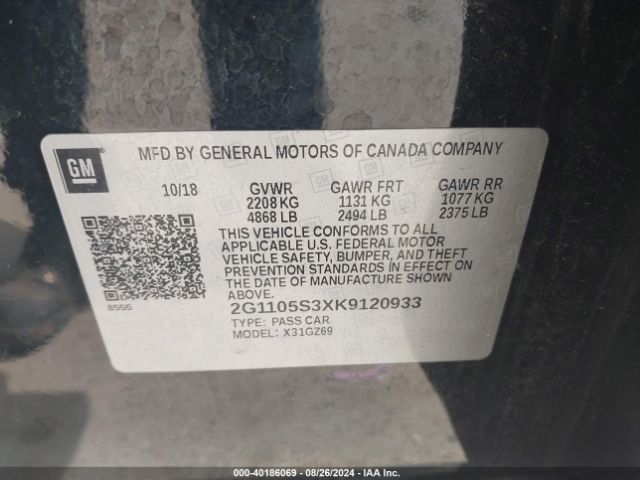 GM
MFD BY GENERAL MOTORS OF CANADA COMPANY
10/18 GVWR GAWR FRT GAWR RR
2208 KG 1131 KG 1077 KG
4868 LB 2494 LB 2375 LB
THIS VEHICLE CONFORMS TO ALL
APPLICABLE U.S. FEDERAL MOTOR
VEHICLE SAFETY, BUMPER, AND THEFT
PREVENTION STANDARDS IN EFFECT ON
THE DATE OF MANUFACTURE SHOWN ABOVE.
8555 2G1105S3XK9120933
TYPE: PASS CAR
MODEL: X31GZ69
000-40186069 - 08/26/2024 - IAA Inc.